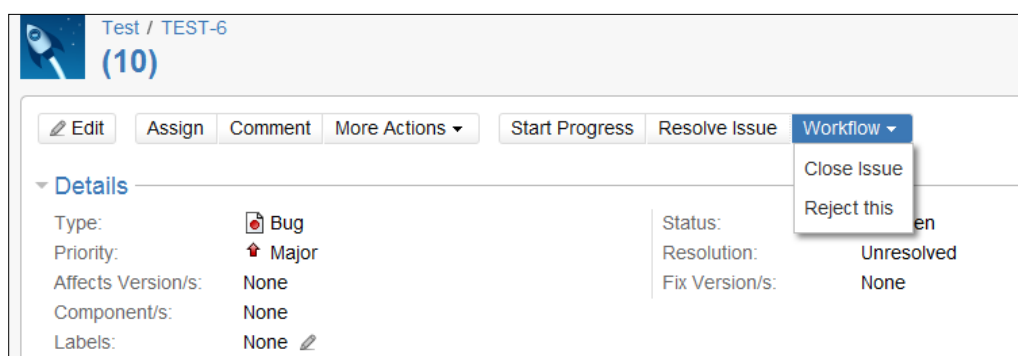 Test / TEST-6
(10)
Edit Assign Comment More Actions Start Progress Resolve Issue Workflow
Close Issue
Reject this
Details
Type: Bug Status: en
Priority: Major Resolution: Unresolved
Affects Version/s: None Fix Version/s: None
Component/s: None
Labels: None